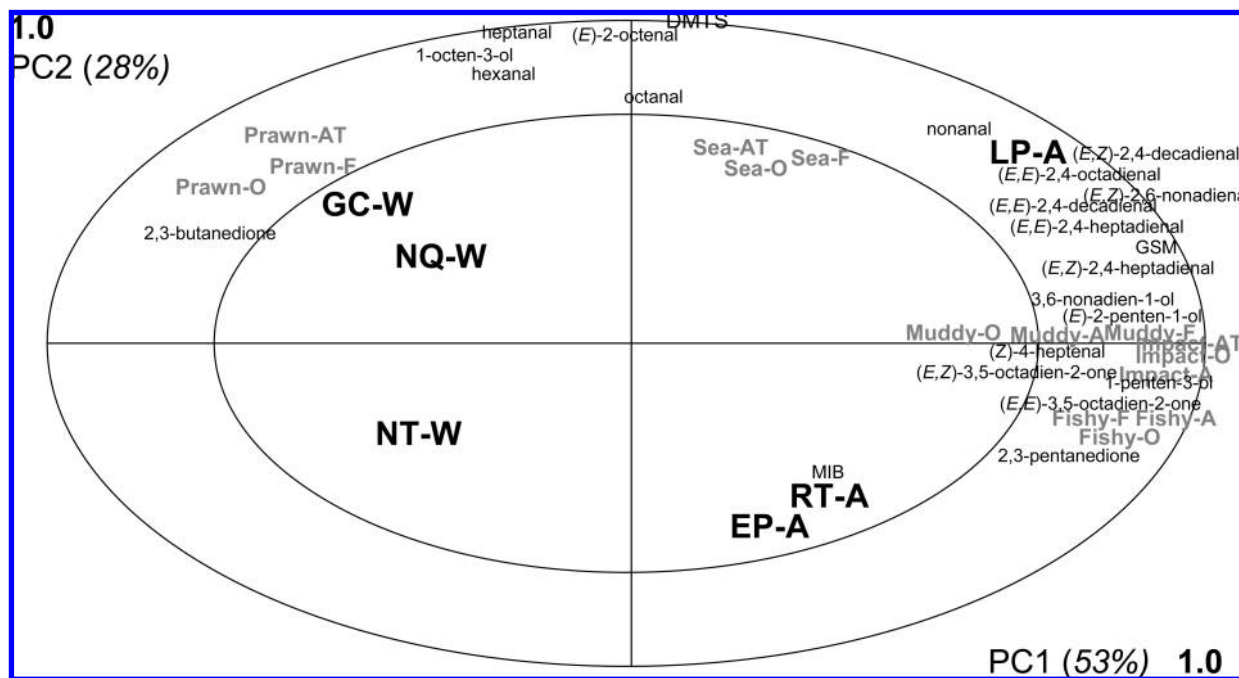 1.0
DMTS
heptanal
(E)-2-octenal
PC2 (28%)
1-octen-3-ol
hexanal
octanal
Prawn-AT
nonanal
Sea-AT
Sea-F
LP-A
(E,Z)-2,4-decadienal
Prawn-F
Sea-O
(E,E)-2,4-octadienal
Prawn-O
(E,Z)-2,6-nonadienal
GC-W
(E,E)-2,4-decadienal
(E,E)-2,4-heptadienal
2,3-butanedione
NQ-W
GSM
(E,Z)-2,4-heptadienal
3,6-nonadien-1-ol
(E)-2-penten-1-ol
Muddy-O
Muddy-A
Muddy-F
Impact-AT
(Z)-4-heptenal
Impact-O
(E,Z)-3,5-octadien-2-one
Impact-A
1-penten-3-ol
(E,E)-3,5-octadien-2-one
Fishy-F
Fishy-A
NT-W
Fishy-O
2,3-pentanedione
MIB
RT-A
EP-A
PC1 (53%) 1.0